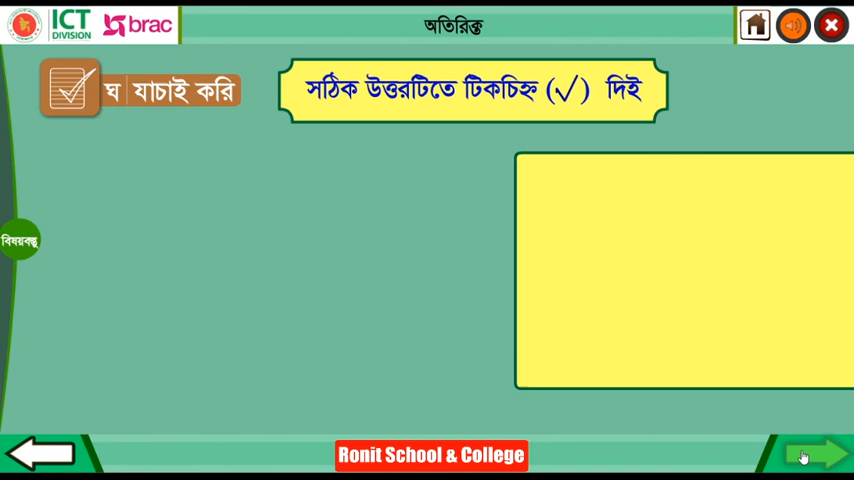 ICT
DIVISION
brac
অতিরিক্ত
ঘ যাচাই করি
সঠিক উত্তরটিতে টিকচিহ্ন (✓) দিই
বিষয়বস্তু
Ronit School & College